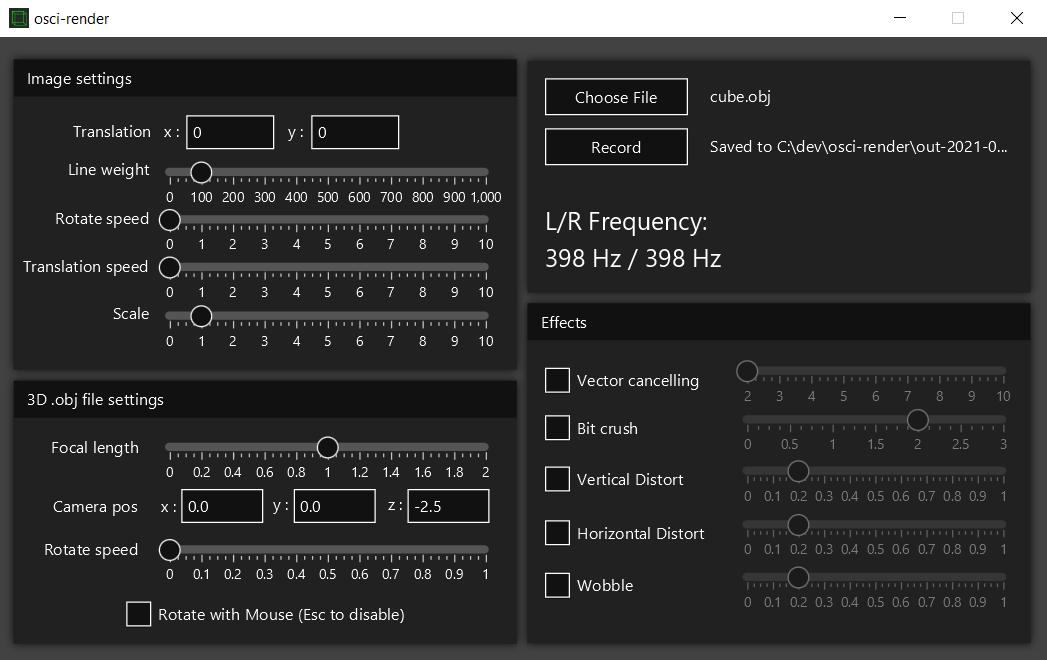 osci-render
Image settings
Translation x : 0 y : 0
Line weight
0 100 200 300 400 500 600 700 800 900 1,000
Rotate speed
0 1 2 3 4 5 6 7 8 9 10
Translation speed
0 1 2 3 4 5 6 7 8 9 10
Scale
0 1 2 3 4 5 6 7 8 9 10
3D .obj file settings
Focal length
0 0.2 0.4 0.6 0.8 1 1.2 1.4 1.6 1.8 2
Camera pos x : 0.0 y : 0.0 z : -2.5
Rotate speed
0 0.1 0.2 0.3 0.4 0.5 0.6 0.7 0.8 0.9 1
Rotate with Mouse (Esc to disable)
Choose File cube.obj
Record Saved to C:\dev\osci-render\out-2021-0...
L/R Frequency:
398 Hz / 398 Hz
Effects
Vector cancelling
2 3 4 5 6 7 8 9 10
Bit crush
0 0.5 1 1.5 2 2.5 3
Vertical Distort
0 0.1 0.2 0.3 0.4 0.5 0.6 0.7 0.8 0.9 1
Horizontal Distort
0 0.1 0.2 0.3 0.4 0.5 0.6 0.7 0.8 0.9 1
Wobble
0 0.1 0.2 0.3 0.4 0.5 0.6 0.7 0.8 0.9 1